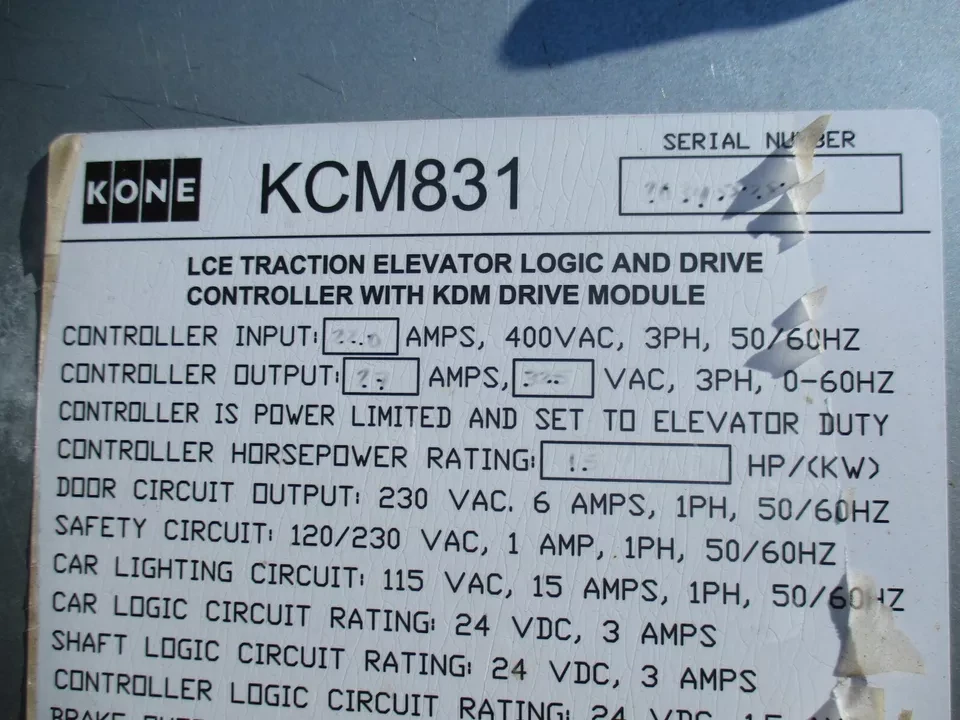 SERIAL NUMBER
KONE KCM831
LCE TRACTION ELEVATOR LOGIC AND DRIVE
CONTROLLER WITH KDM DRIVE MODULE
CONTROLLER INPUT: AMPS, 400VAC, 3PH, 50/60HZ
CONTROLLER OUTPUT: AMPS, VAC, 3PH, 0-60HZ
CONTROLLER IS POWER LIMITED AND SET TO ELEVATOR DUTY
CONTROLLER HORSEPOWER RATING: HP/(KW)
DOOR CIRCUIT OUTPUT: 230 VAC. 6 AMPS, 1PH, 50/60HZ
SAFETY CIRCUIT: 120/230 VAC, 1 AMP, 1PH, 50/60HZ
CAR LIGHTING CIRCUIT: 115 VAC, 15 AMPS, 1PH, 50/60HZ
CAR LOGIC CIRCUIT RATING: 24 VDC, 3 AMPS
SHAFT LOGIC CIRCUIT RATING: 24 VDC, 3 AMPS
CONTROLLER LOGIC CIRCUIT RATING: 24 VDC,